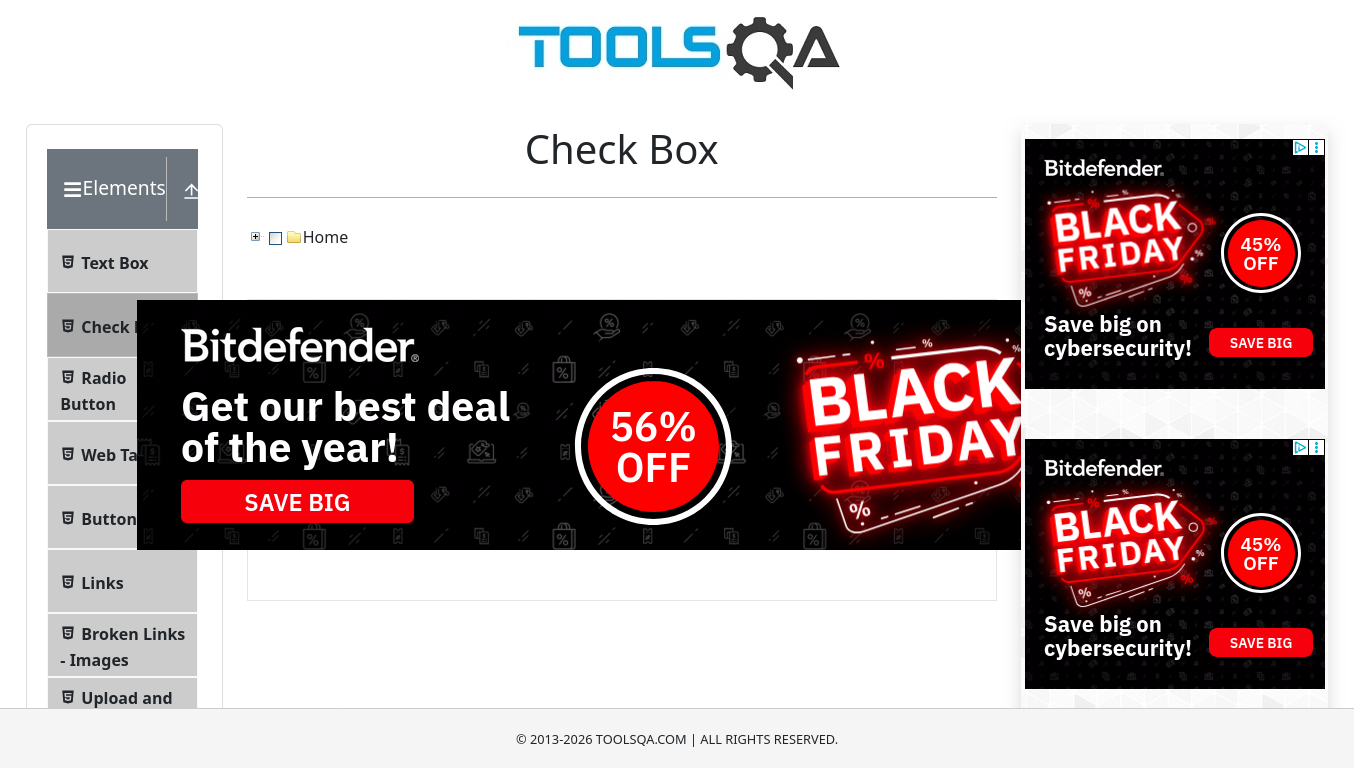 TOOLSQA
Elements
Text Box
Check
Radio
Button
Web Ta
Button
Links
Broken Links
- Images
Upload and
Check Box
Home
Bitdefender®
Get our best deal
of the year!
SAVE BIG
56%
OFF
%
%
BLACK
FRIDAY
%
Bitdefender®
%
%
BLACK
FRIDAY
%
%
45%
OFF
Save big on
cybersecurity!
SAVE BIG
Bitdefender®
%
%
BLACK
FRIDAY
%
%
45%
OFF
Save big on
cybersecurity!
SAVE BIG
© 2013-2026 TOOLSQA.COM | ALL RIGHTS RESERVED.